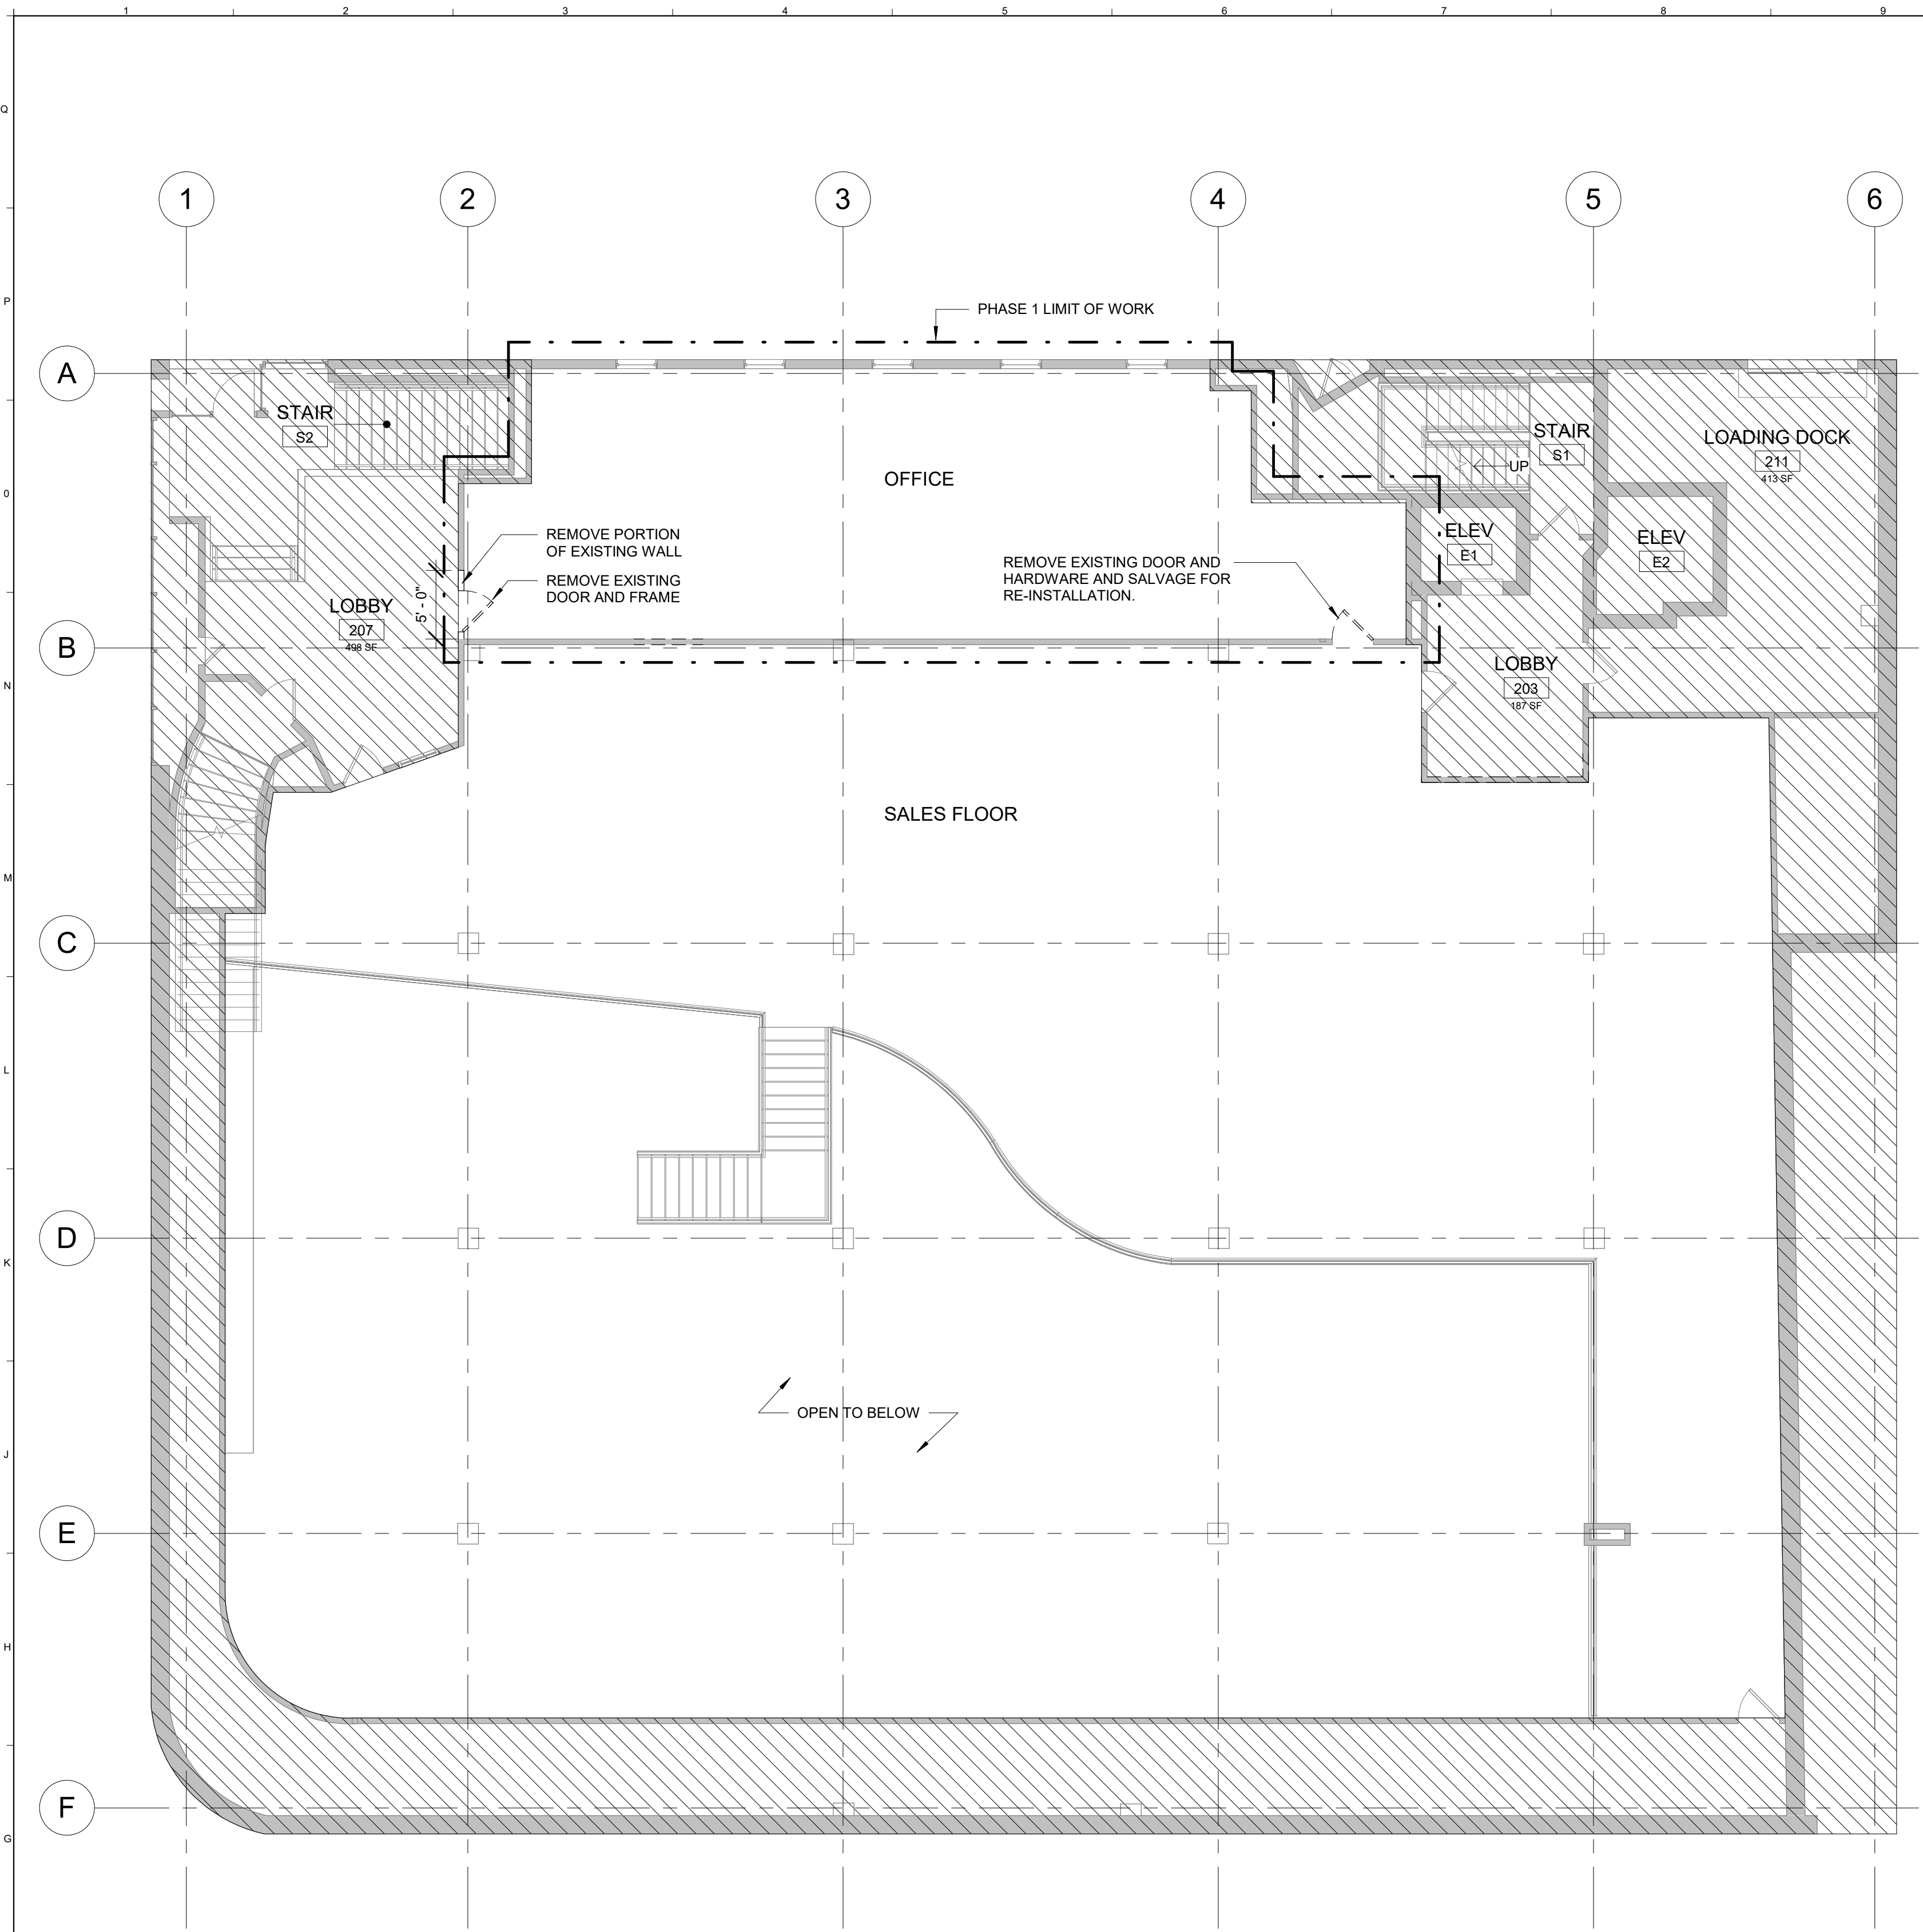 1 2 3 4 5 6 7 8 9
Q
1 2 3 4 5 6
P
PHASE 1 LIMIT OF WORK
A
STAIR
S2
STAIR
S1
UP
LOADING DOCK
211
413 SF
OFFICE
0
REMOVE PORTION
OF EXISTING WALL
REMOVE EXISTING
DOOR AND FRAME
REMOVE EXISTING DOOR AND
HARDWARE AND SALVAGE FOR
RE-INSTALLATION.
ELEV
E1
ELEV
E2
5' - 0"
LOBBY
207
498 SF
B
LOBBY
203
187 SF
N
SALES FLOOR
M
C
L
D
K
OPEN TO BELOW
J
E
H
F
G